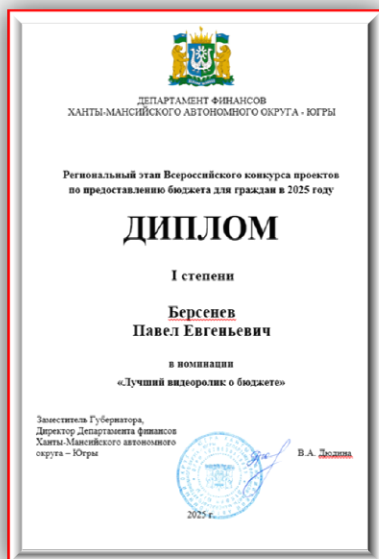 ДЕПАРТАМЕНТ ФИНАНСОВ
ХАНТЫ-МАНСИЙСКОГО АВТОНОМНОГО ОКРУГА - ЮГРЫ
Региональный этап Всероссийского конкурса проектов
по предоставлению бюджета для граждан в 2025 году
ДИПЛОМ
I степени
Берсенев
Павел Евгеньевич
в номинации
«Лучший видеоролик о бюджете»
Заместитель Губернатора,
Директор Департамента финансов
Ханты-Мансийского автономного
округа – Югры
В.А. Дюдина
2025 г.